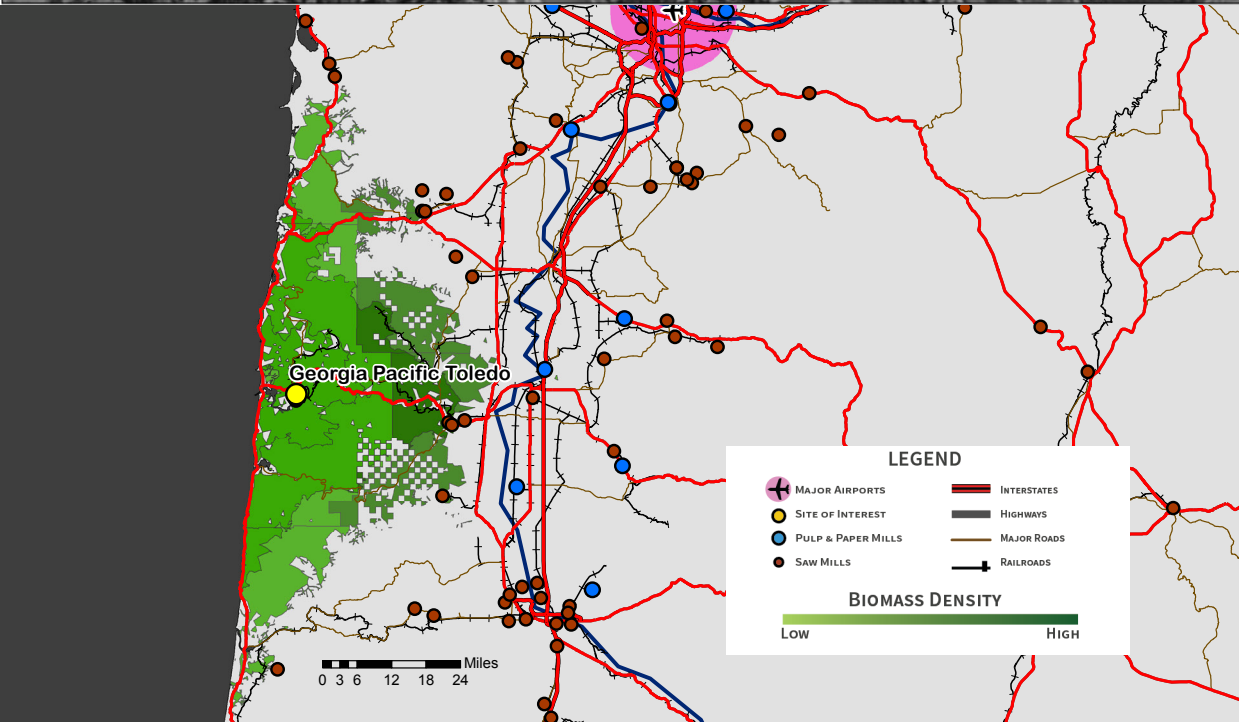 Georgia Pacific Toledo
LEGEND
MAJOR AIRPORTS
SITE OF INTEREST
PULP & PAPER MILLS
SAW MILLS
INTERSTATES
HIGHWAYS
MAJOR ROADS
RAILROADS
BIOMASS DENSITY
LOW HIGH
Miles
0 3 6 12 18 24